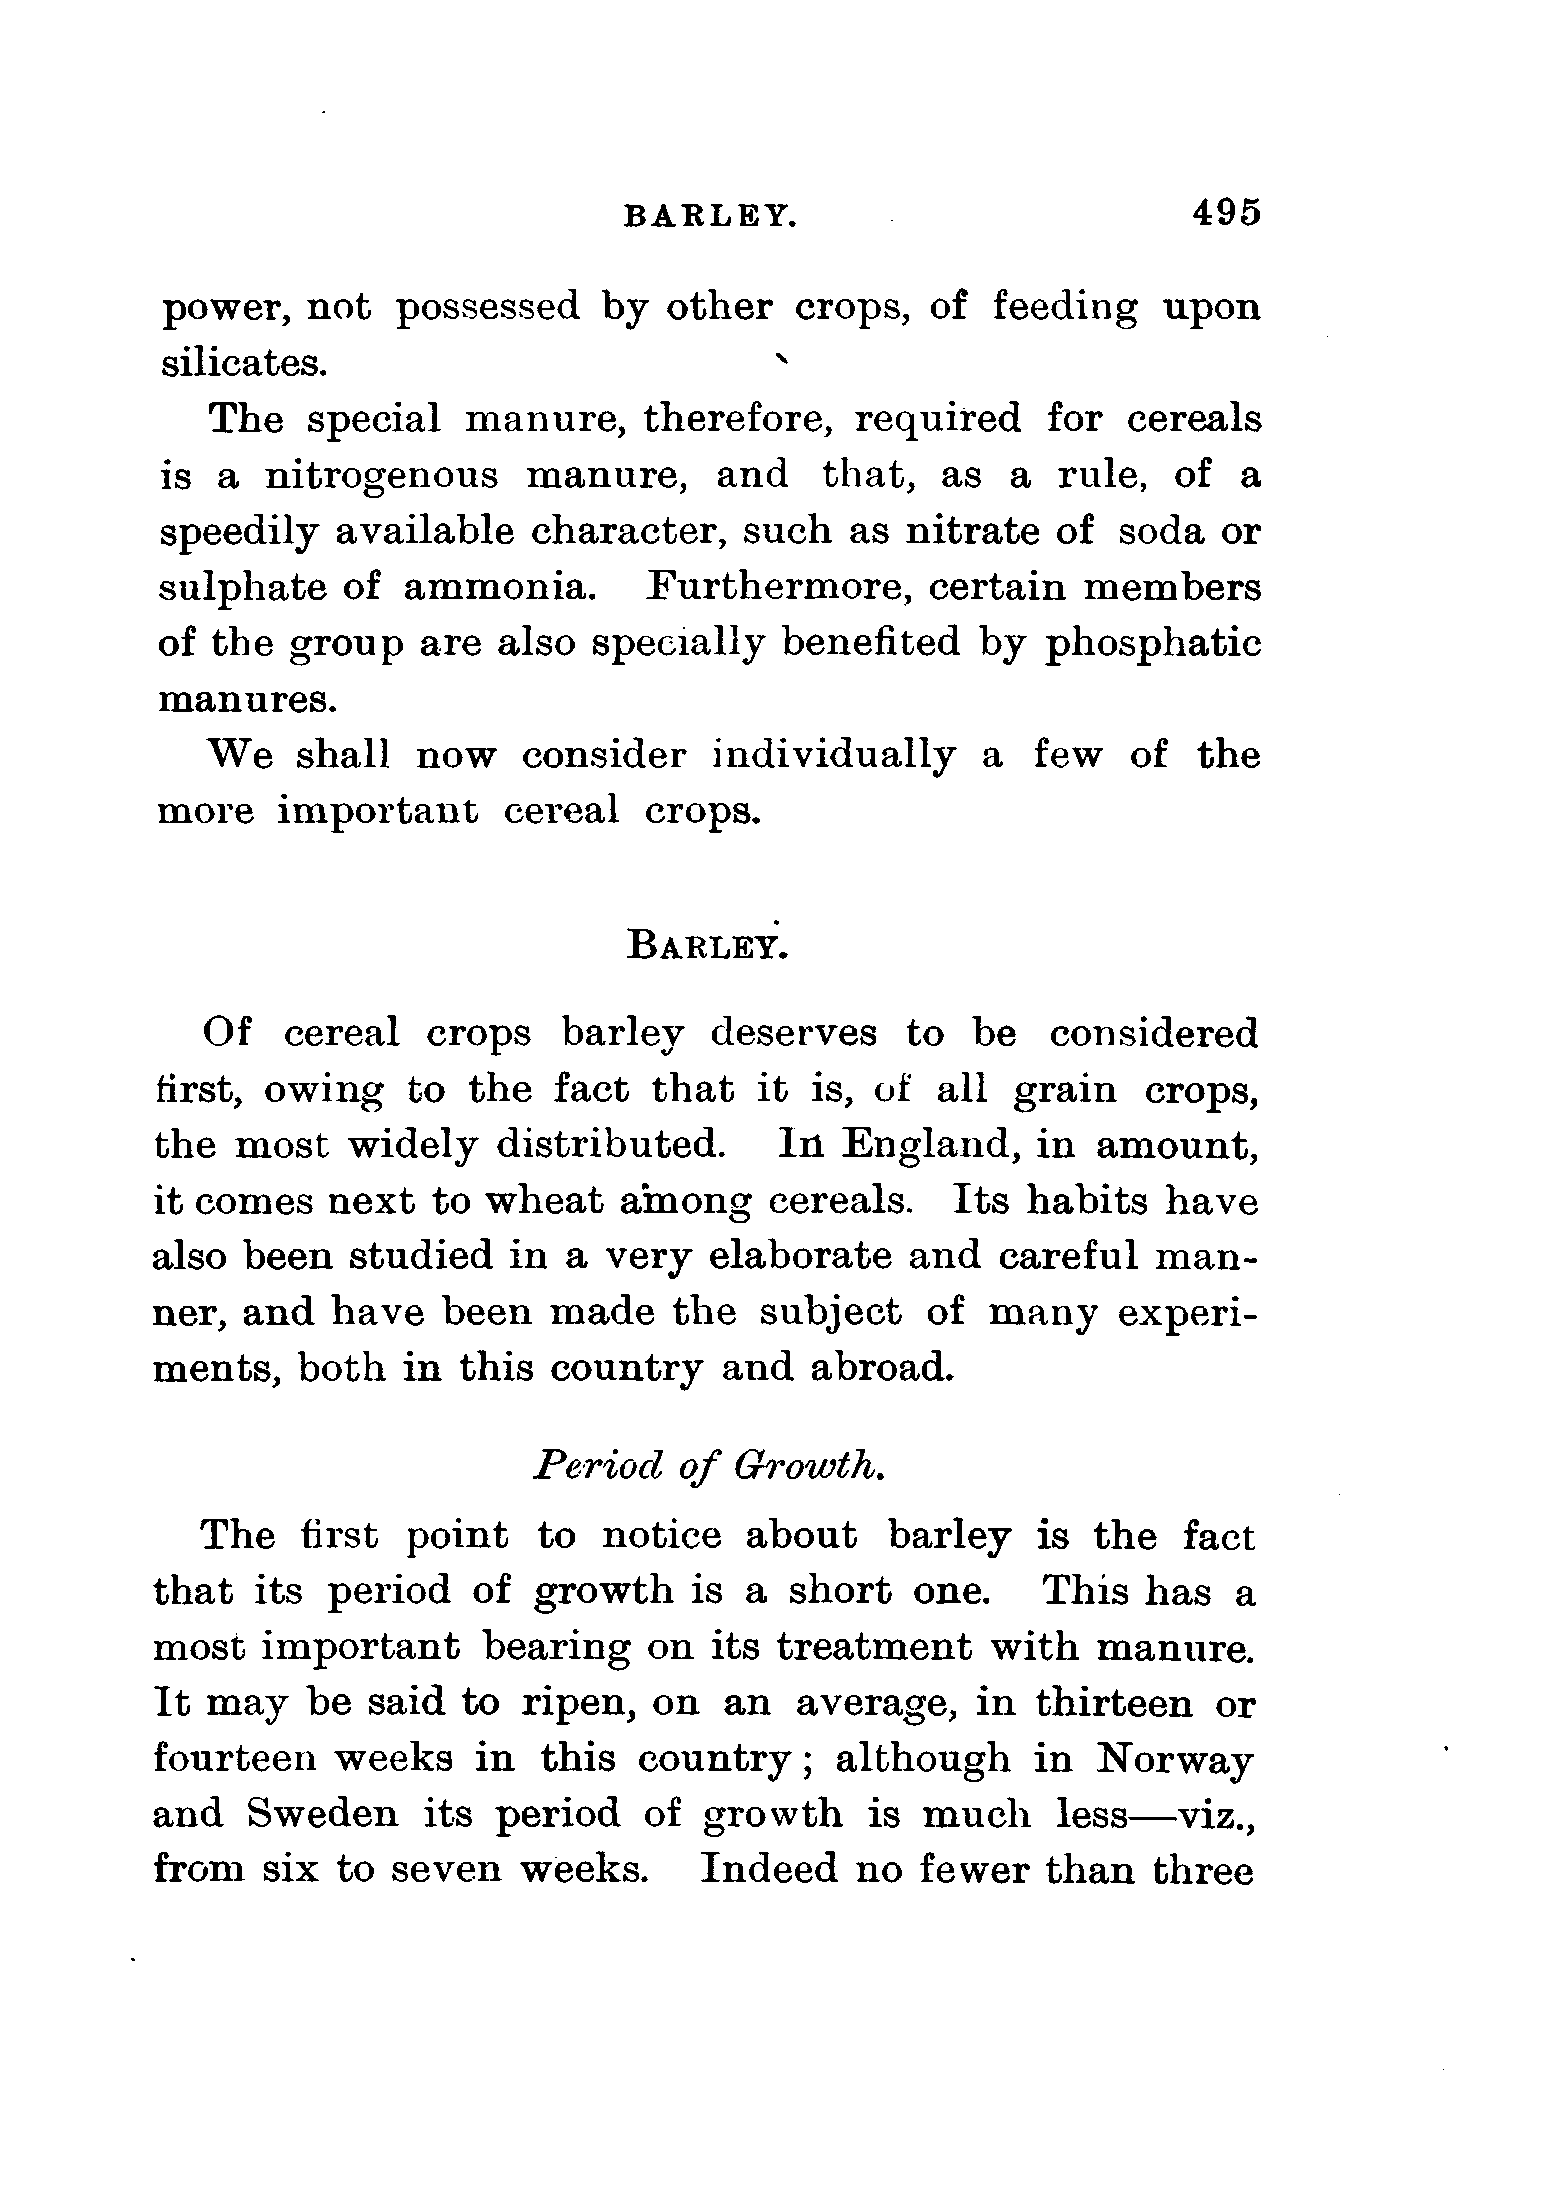 BARLEY. 495
power, not possessed by other crops, of feeding upon
silicates.
The special manure, therefore, required for cereals
is a nitrogenous manure, and that, as a rule, of a
speedily available character, such as nitrate of soda or
sulphate of ammonia. Furthermore, certain members
of the group are also specially benefited by phosphatic
manures.
We shall now consider individually a few of the
more important cereal crops.
BARLEY.
Of cereal crops barley deserves to be considered
first, owing to the fact that it is, of all grain crops,
the most widely distributed. In England, in amount,
it comes next to wheat among cereals. Its habits have
also been studied in a very elaborate and careful man-
ner, and have been made the subject of many experi-
ments, both in this country and abroad.
Period of Growth.
The first point to notice about barley is the fact
that its period of growth is a short one. This has a
most important bearing on its treatment with manure.
It may be said to ripen, on an average, in thirteen or
fourteen weeks in this country; although in Norway
and Sweden its period of growth is much less—viz.,
from six to seven weeks. Indeed no fewer than three